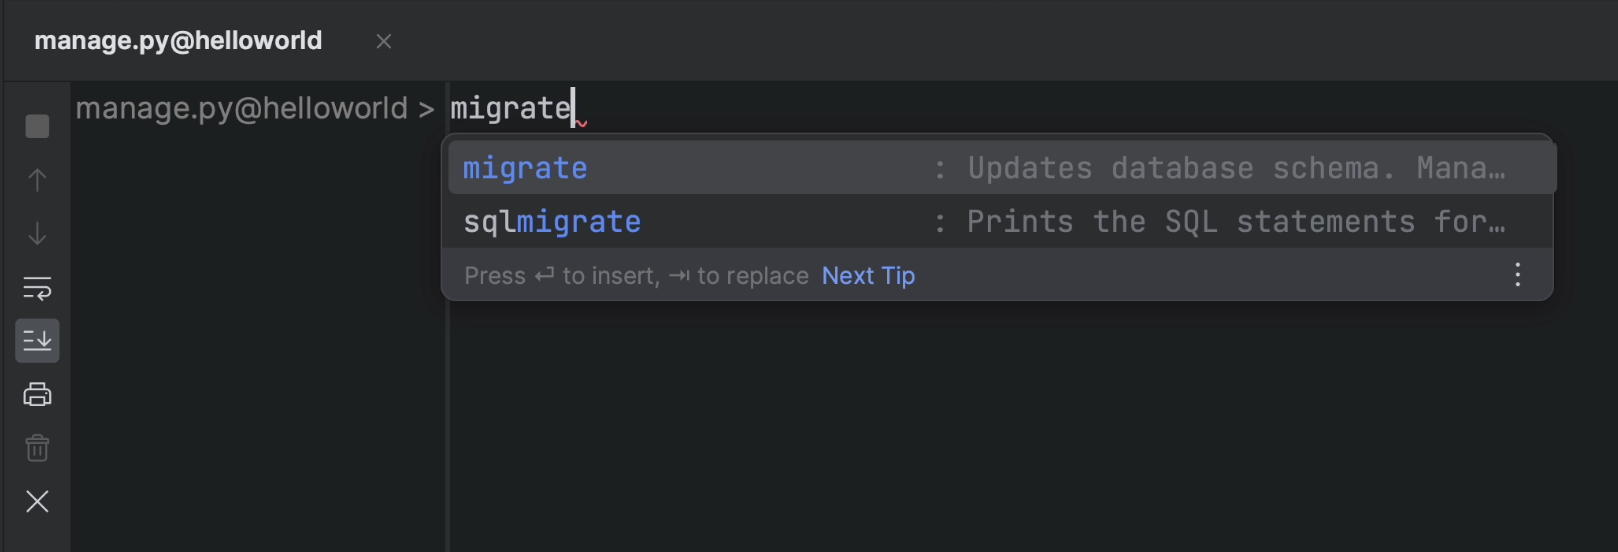 manage.py@helloworld
manage.py@helloworld > migrate
migrate : Updates database schema. Mana…
sqlmigrate : Prints the SQL statements for…
Press ↵ to insert, ⇥ to replace Next Tip